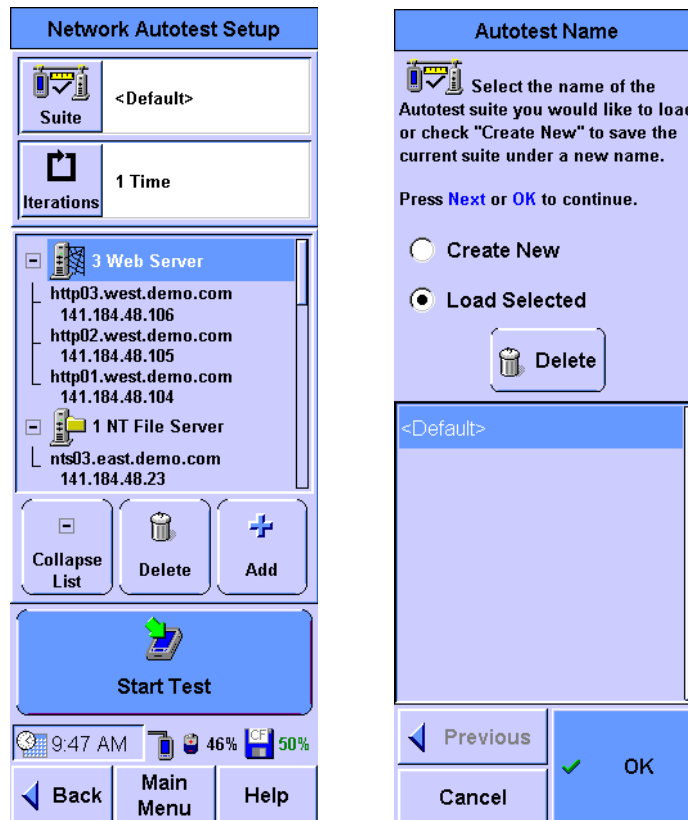 Network Autotest Setup
Suite
<Default>
Iterations
1 Time
3 Web Server
http03.west.demo.com
141.184.48.106
http02.west.demo.com
141.184.48.105
http01.west.demo.com
141.184.48.104
1 NT File Server
nts03.east.demo.com
141.184.48.23
Collapse
List
Delete
Add
Start Test
9:47 AM
46%
CF
50%
Back
Main
Menu
Help
Autotest Name
Select the name of the
Autotest suite you would like to load
or check "Create New" to save the
current suite under a new name.
Press Next or OK to continue.
Create New
Load Selected
Delete
<Default>
Previous
Cancel
OK